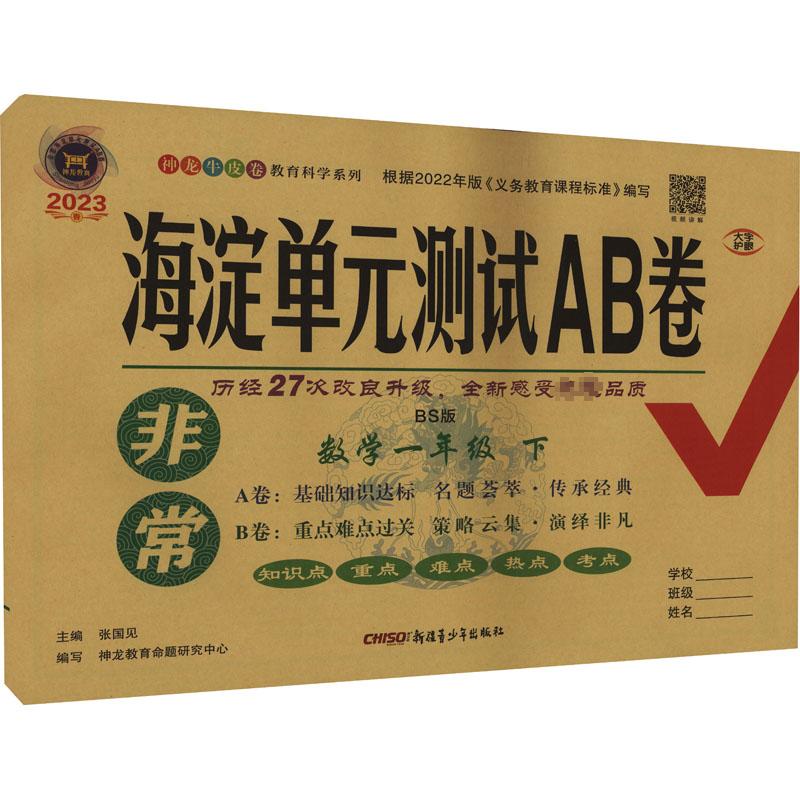 神龙教育
2023
春
神龙牛皮卷 教育科学系列 根据2022年版《义务教育课程标准》编写
视频讲解
大字
护眼
海淀单元测试AB卷
历经27次改良升级，全新感受品质
BS版
非常
数学一年级 下
A卷：基础知识达标 名题荟萃·传承经典
B卷：重点难点过关 策略云集·演绎非凡
知识点 重点 难点 热点 考点
学校
班级
姓名
主编 张国见
编写 神龙教育命题研究中心
CHISO 新疆青少年出版社